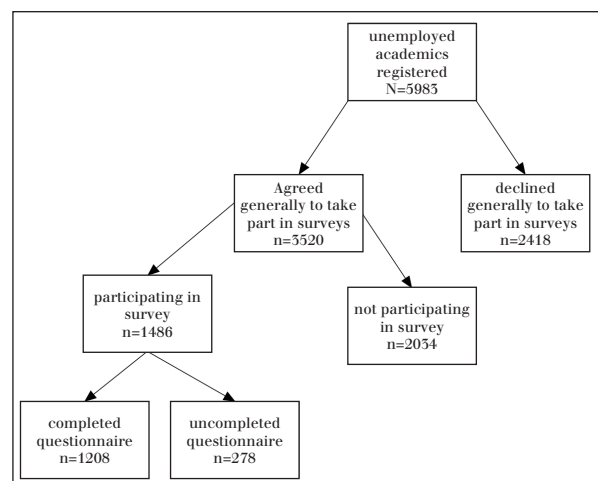 unemployed
academics
registered
N=5983
Agreed
generally to take
part in surveys
n=3520
declined
generally to take
part in surveys
n=2418
participating in
survey
n=1486
not participating
in survey
n=2034
completed
questionnaire
n=1208
uncompleted
questionnaire
n=278